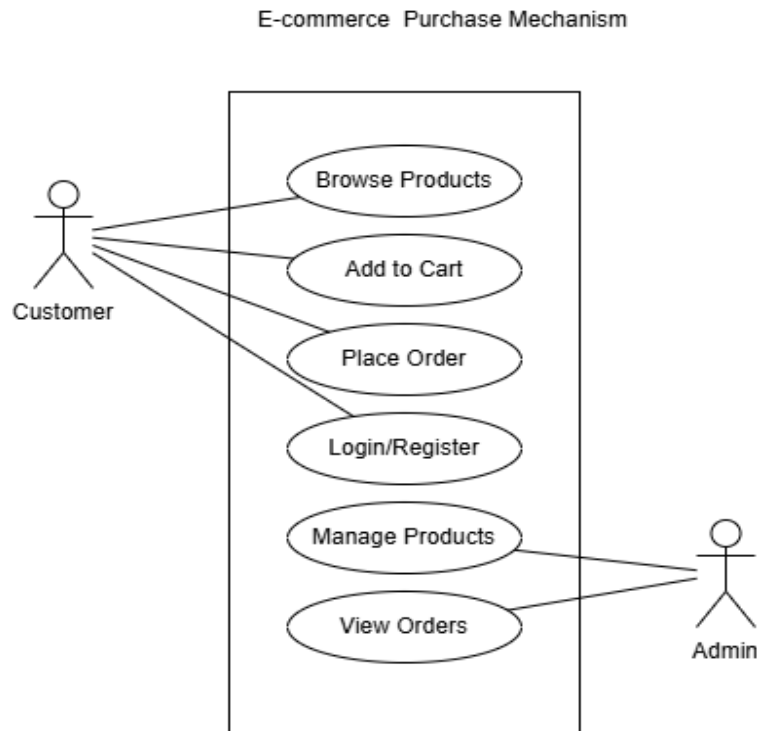 E-commerce  Purchase Mechanism
Browse Products
Add to Cart
Customer
Place Order
Login/Register
Manage Products
View Orders
Admin